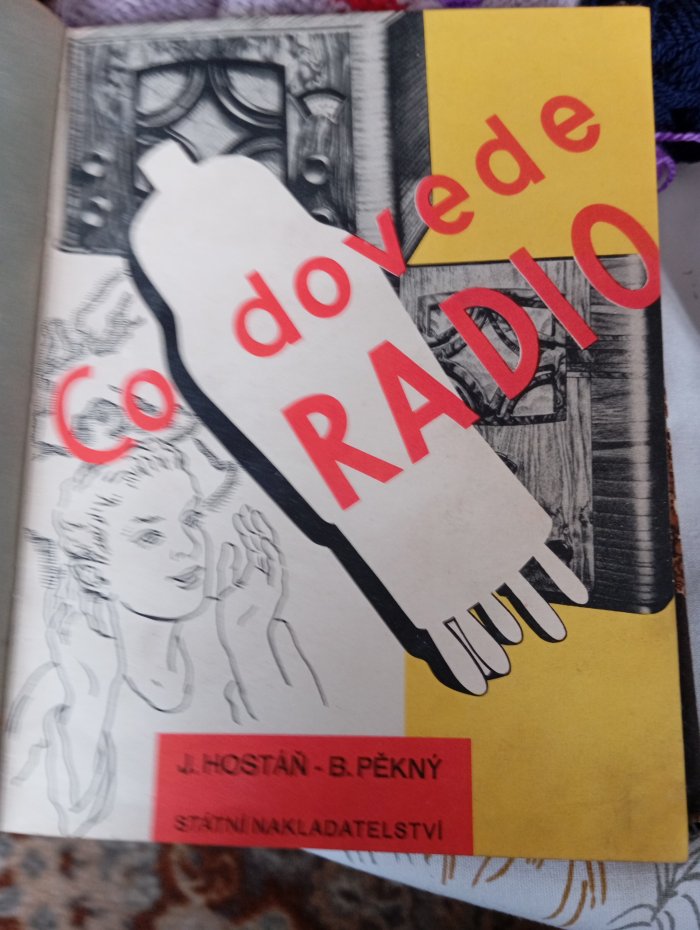 Co dovede
RADIO
J. HOSTÁŇ - B. PĚKNÝ
STÁTNÍ NAKLADATELSTVÍ